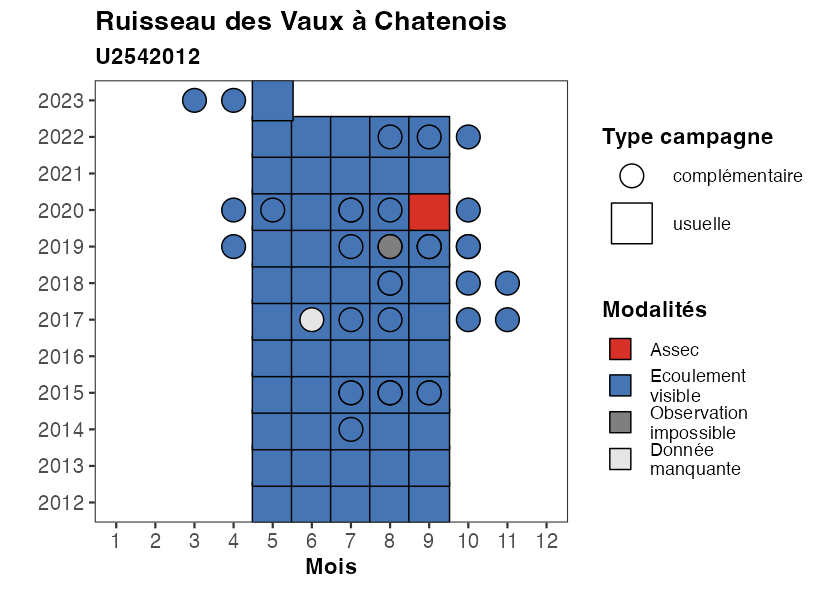 Ruisseau des Vaux à Chatenois
U2542012
2023
2022
2021
2020
2019
2018
2017
2016
2015
2014
2013
2012
1 2 3 4 5 6 7 8 9 10 11 12
Mois
Type campagne
complémentaire
usuelle
Modalités
Assec
Ecoulement
visible
Observation
impossible
Donnée
manquante